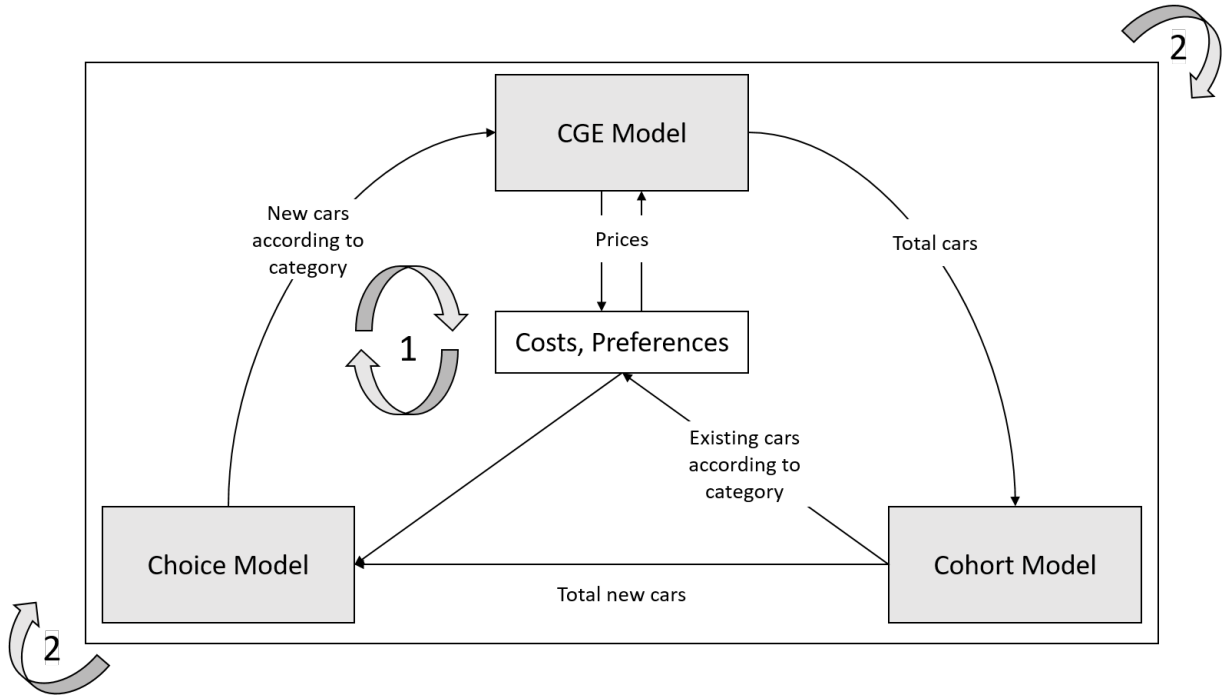 2
CGE Model
New cars
according to
category
Prices
Total cars
1
Costs, Preferences
Existing cars
according to
category
Choice Model
Cohort Model
Total new cars
2